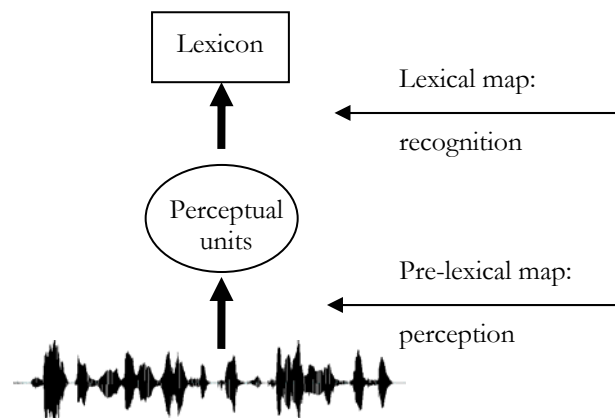 Lexicon
Lexical map:
recognition
Perceptual
units
Pre-lexical map:
perception